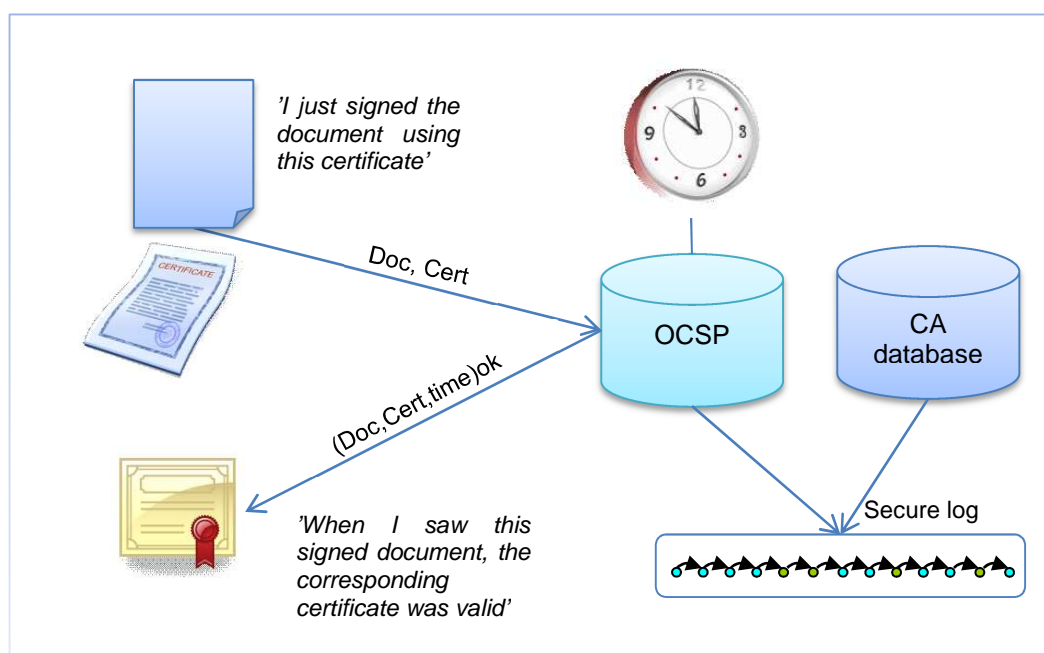 ’I just signed the
document using
this certificate’
12
9
3
6
CERTIFICATE
Doc, Cert
OCSP
CA
database
(Doc,Cert,time)ok
’When I saw this
signed document, the
corresponding
certificate was valid’
Secure log